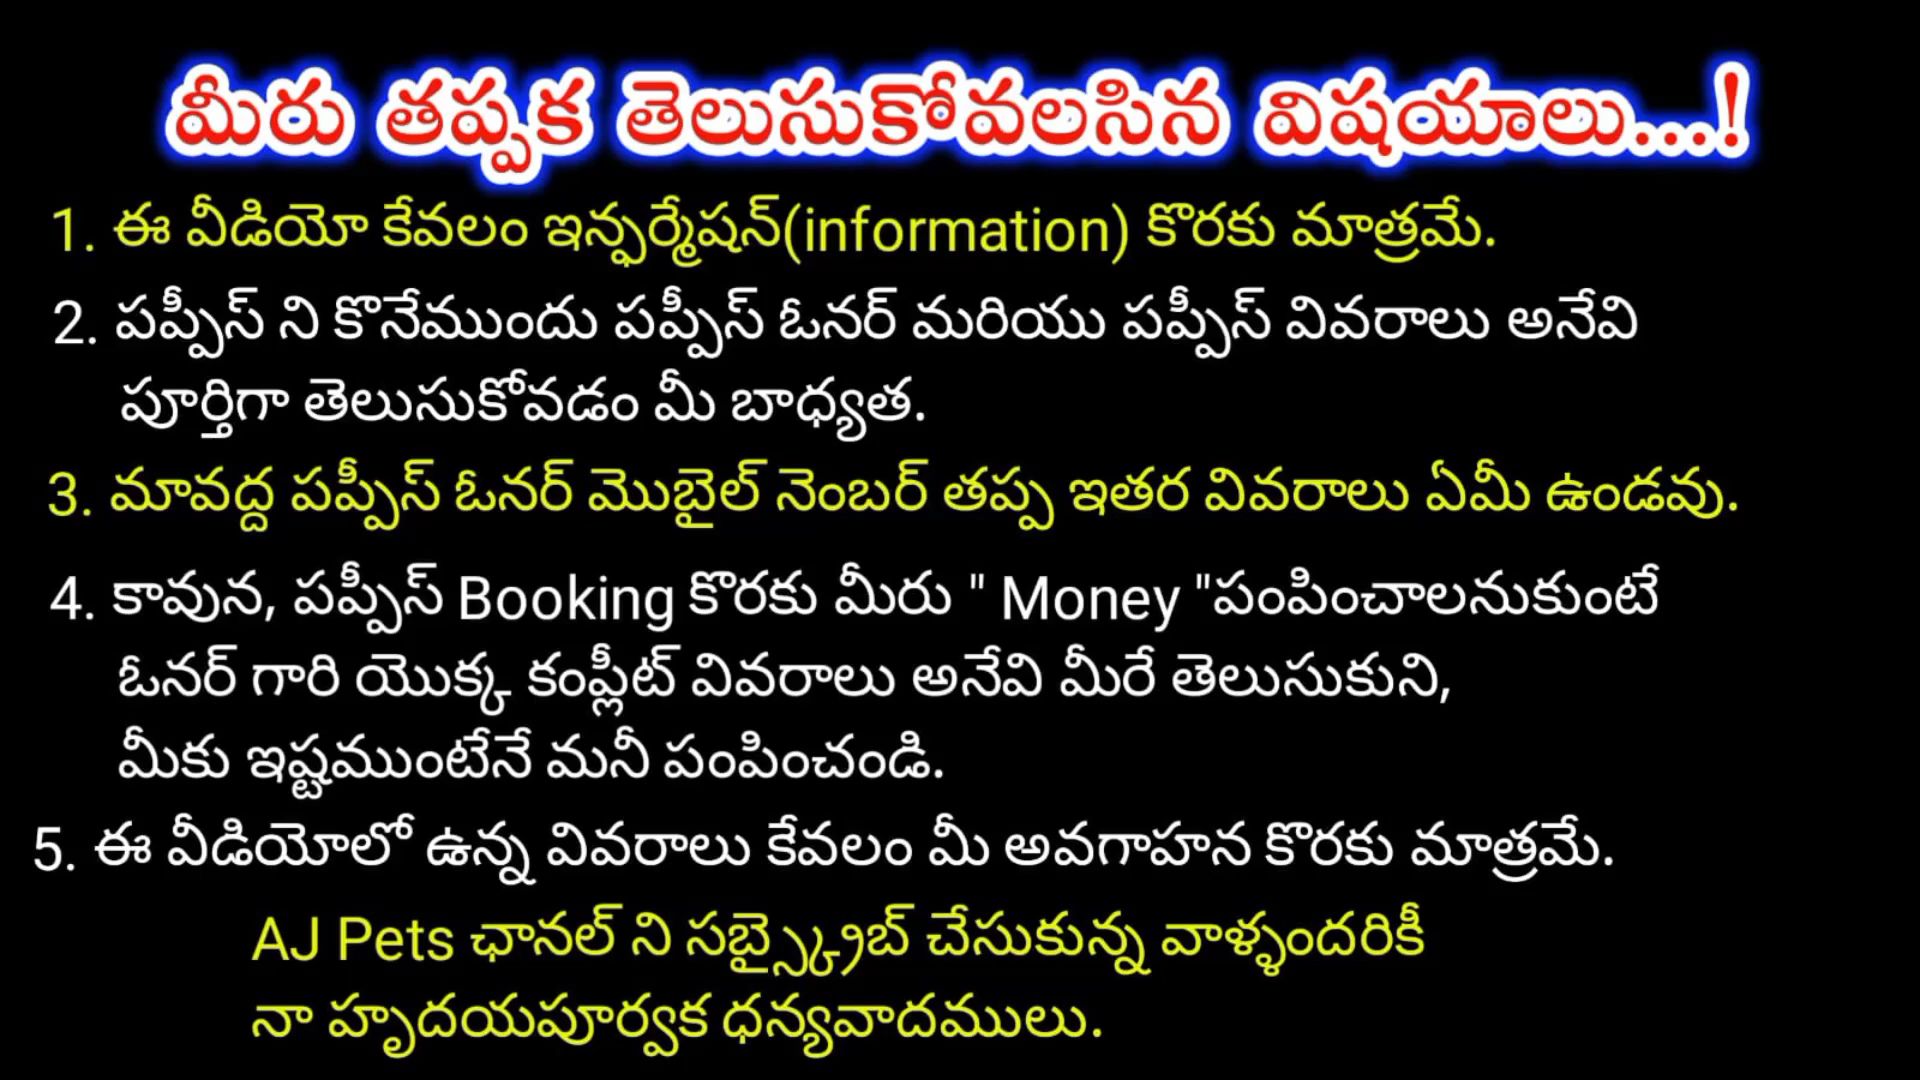 మీరు తప్పక తెలుసుకోవలసిన విషయాలు....!
1. ఈ వీడియో కేవలం ఇన్ఫర్మేషన్(information) కొరకు మాత్రమే.
2. పప్పీస్ ని కొనేముందు పప్పీస్ ఓనర్ మరియు పప్పీస్ వివరాలు అనేవి
పూర్తిగా తెలుసుకోవడం మీ బాధ్యత.
3. మావద్ద పప్పీస్ ఓనర్ మొబైల్ నెంబర్ తప్ప ఇతర వివరాలు ఏమీ ఉండవు.
4. కావున, పప్పీస్ Booking కొరకు మీరు " Money "పంపించాలనుకుంటే
ఓనర్ గారి యొక్క కంప్లీట్ వివరాలు అనేవి మీరే తెలుసుకుని,
మీకు ఇష్టముంటేనే మనీ పంపించండి.
5. ఈ వీడియోలో ఉన్న వివరాలు కేవలం మీ అవగాహన కొరకు మాత్రమే.
AJ Pets ఛానల్ ని సబ్స్క్రైబ్ చేసుకున్న వాళ్ళందరికీ
నా హృదయపూర్వక ధన్యవాదములు.